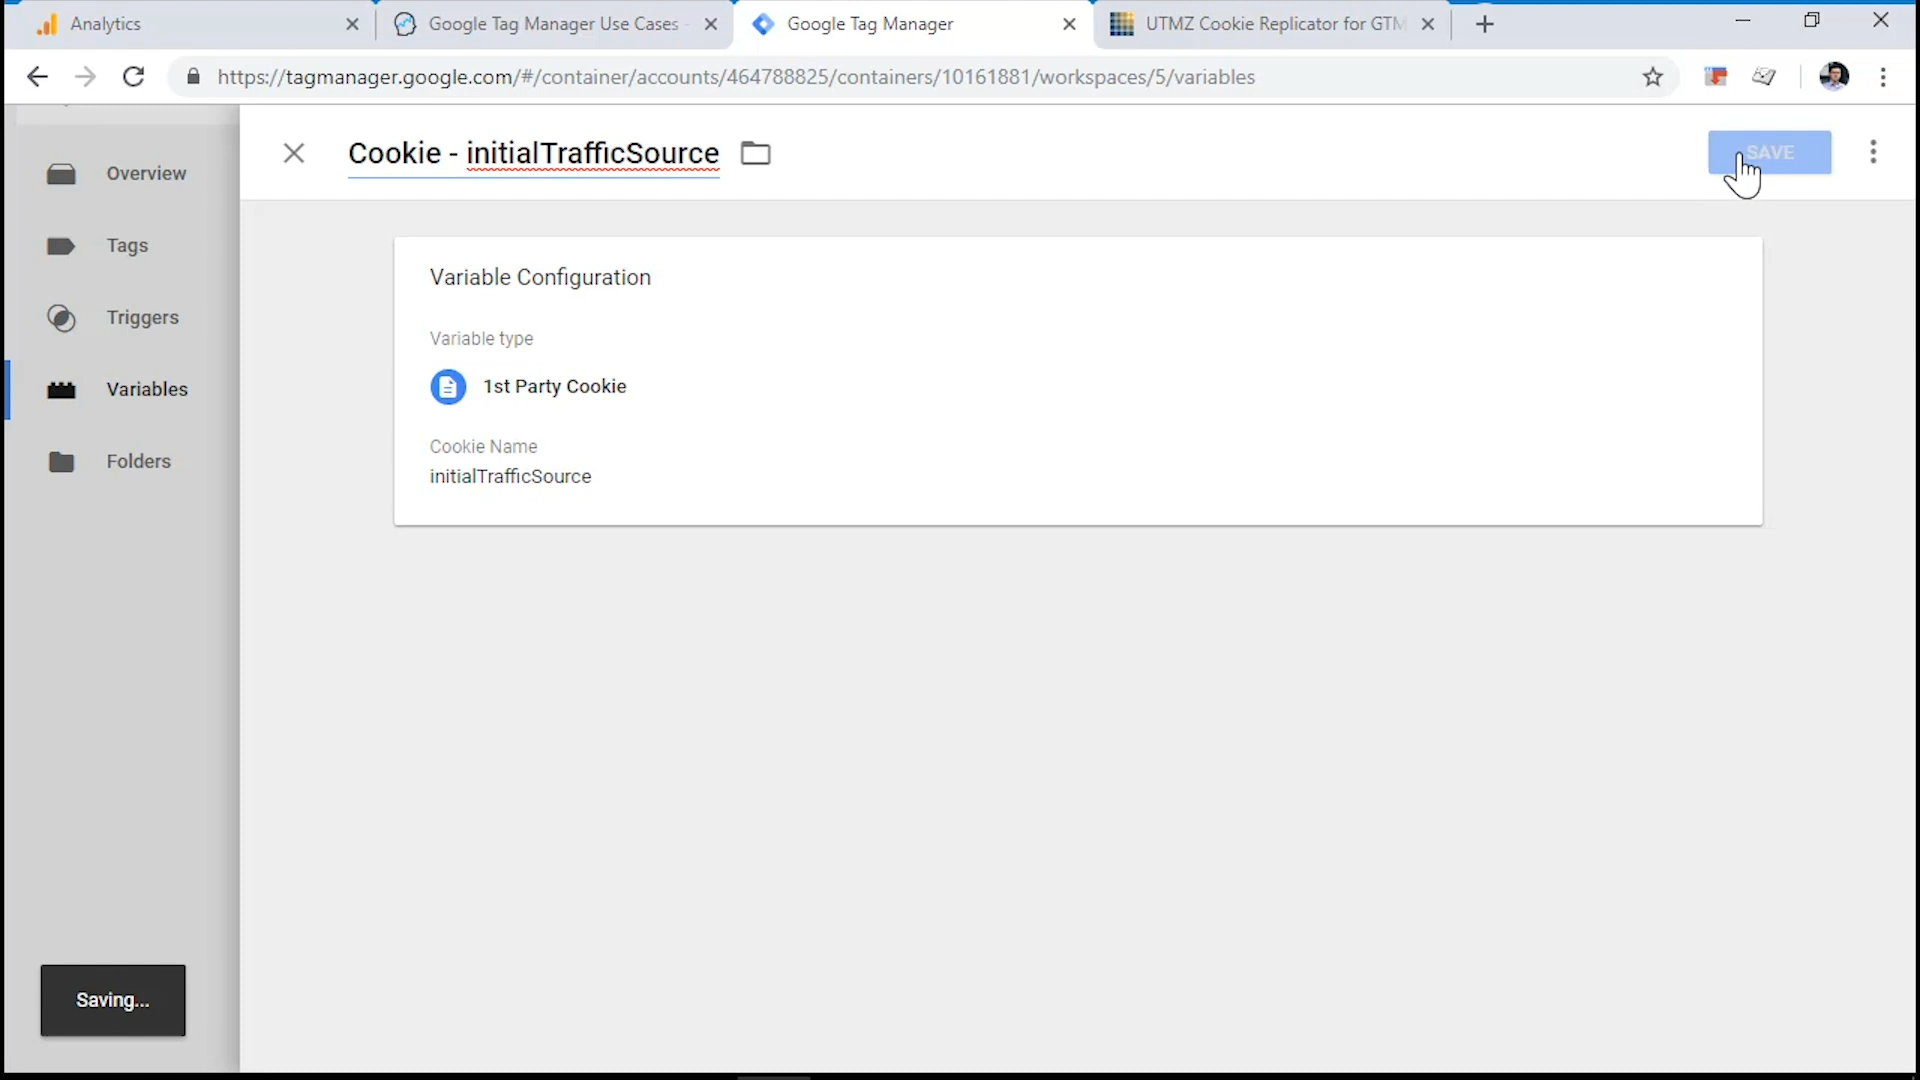 Analytics
Google Tag Manager Use Cases -
Google Tag Manager
UTMZ Cookie Replicator for GTM
https://tagmanager.google.com/#/container/accounts/464788825/containers/10161881/workspaces/5/variables
Cookie - initialTrafficSource
SAVE
Overview
Tags
Triggers
Variables
Folders
Variable Configuration
Variable type
1st Party Cookie
Cookie Name
initialTrafficSource
Saving...